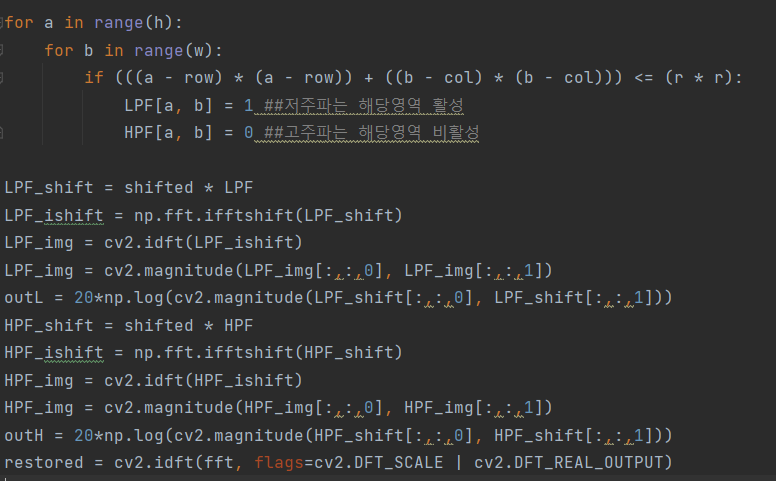 for a in range(h):
    for b in range(w):
        if (((a - row) * (a - row)) + ((b - col) * (b - col))) <= (r * r):
            LPF[a, b] = 1 ##저주파는 해당영역 활성
            HPF[a, b] = 0 ##고주파는 해당영역 비활성

LPF_shift = shifted * LPF
LPF_ishift = np.fft.ifftshift(LPF_shift)
LPF_img = cv2.idft(LPF_ishift)
LPF_img = cv2.magnitude(LPF_img[:,:,0], LPF_img[:,:,1])
outL = 20*np.log(cv2.magnitude(LPF_shift[:,:,0], LPF_shift[:,:,1]))
HPF_shift = shifted * HPF
HPF_ishift = np.fft.ifftshift(HPF_shift)
HPF_img = cv2.idft(HPF_ishift)
HPF_img = cv2.magnitude(HPF_img[:,:,0], HPF_img[:,:,1])
outH = 20*np.log(cv2.magnitude(HPF_shift[:,:,0], HPF_shift[:,:,1]))
restored = cv2.idft(fft, flags=cv2.DFT_SCALE | cv2.DFT_REAL_OUTPUT)